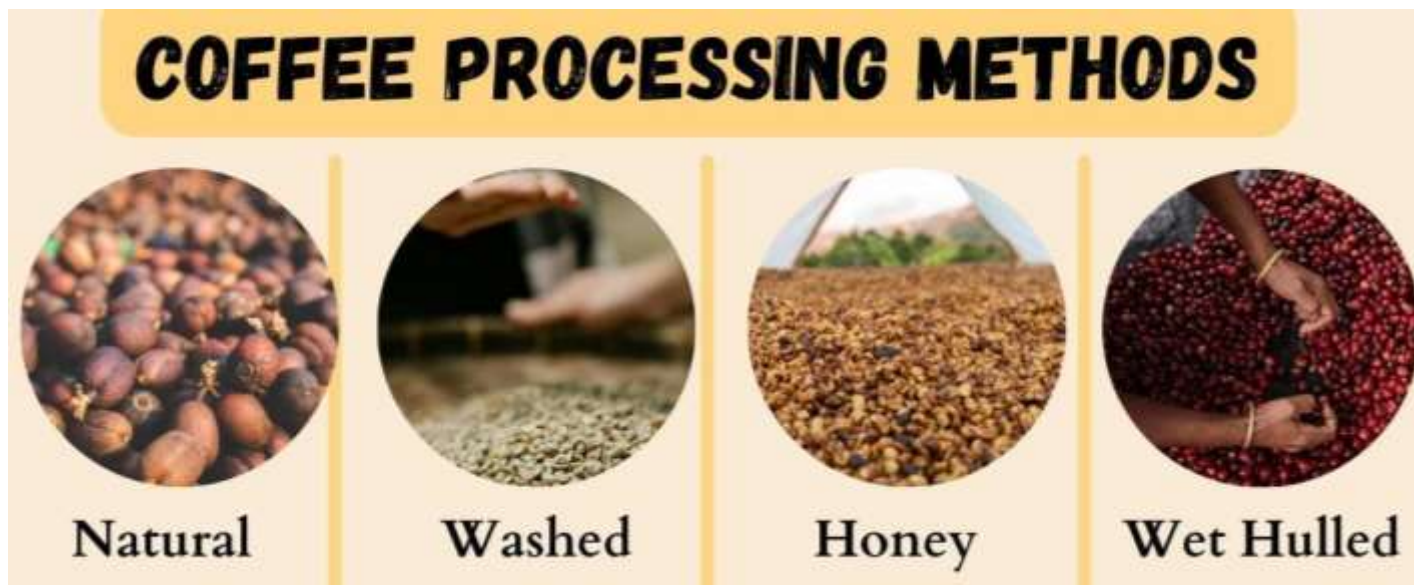 COFFEE PROCESSING METHODS
Natural
Washed
Honey
Wet Hulled